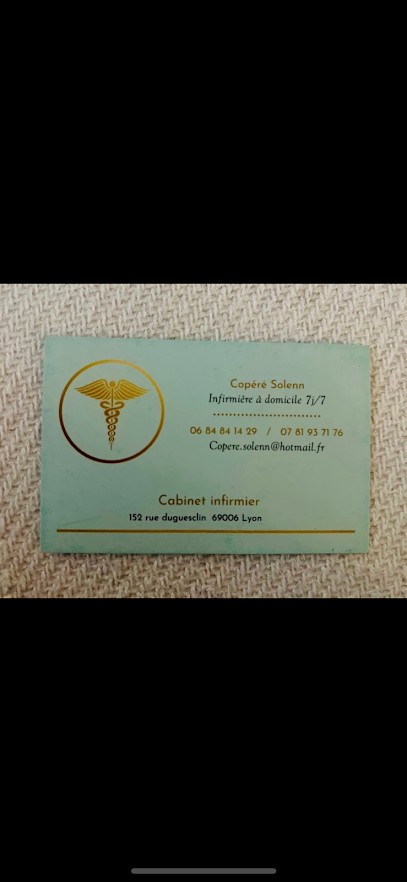 Copéré Solenn
Infirmière à domicile 7j/7
06 84 84 14 29 / 07 81 93 71 76
Copere.solenn@hotmail.fr
Cabinet infirmier
152 rue duguesclin 69006 Lyon